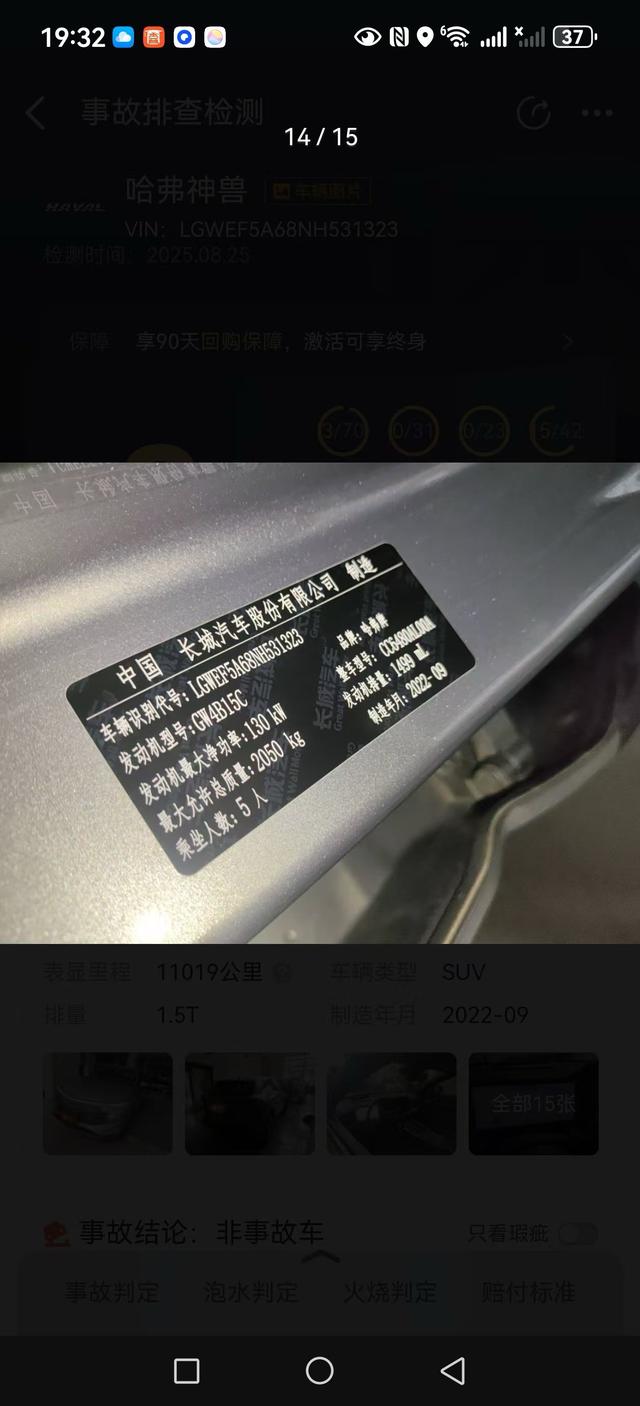 19:32
6
37
事故排查检测
14 / 15
HAVAL
哈弗神兽
车辆图片
VIN: LGWEF5A68NH531323
检测时间: 2025.08.25
保障 享90天回购保障，激活可享终身
3/70 0/31 0/23 5/42
中国 长城汽车股份有限公司 制造
车辆识别代号: LGWEF5A68NH531323
品牌: 哈弗牌
发动机型号: GW4B15C
发动机最大净功率: 130 kW
发动机排量: 1499 mL
最大允许总质量: 2050 kg
制造年月: 2022-09
乘坐人数: 5 人
表显里程 11019公里 车辆类型 SUV
排量 1.5T 制造年月 2022-09
全部15张
事故结论: 非事故车
只看瑕疵
事故判定 泡水判定 火烧判定 赔付标准